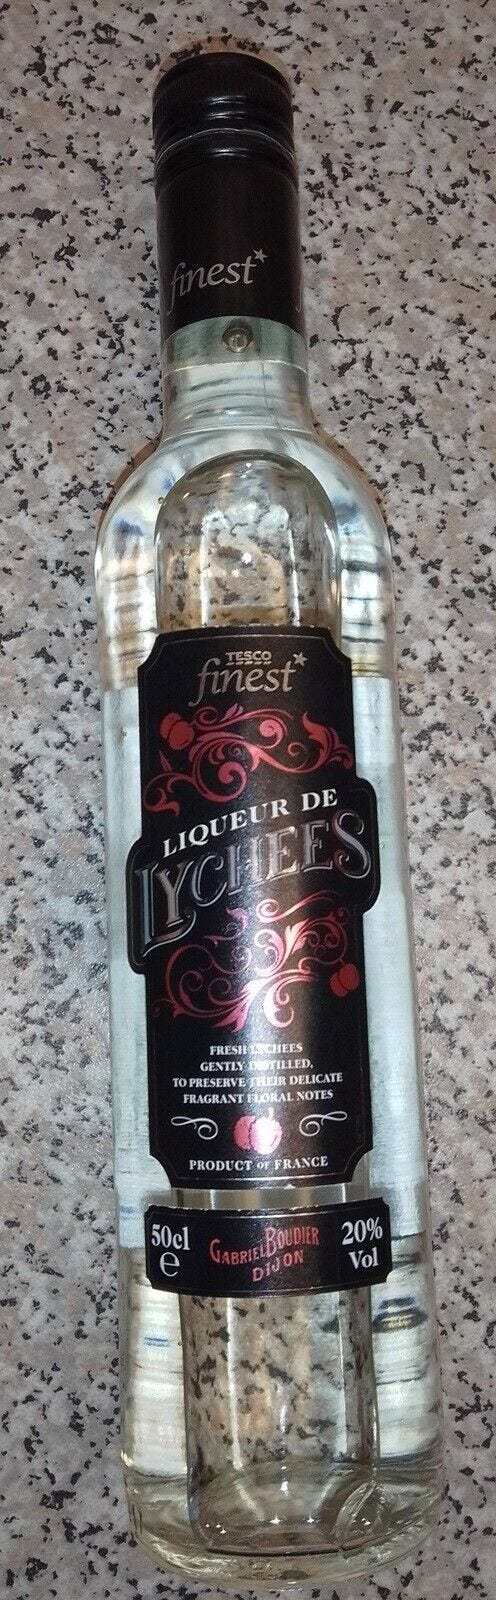 finest*
TESCO
finest*
LIQUEUR DE
LYCHEES
FRESH LYCHEES
GENTLY DISTILLED,
TO PRESERVE THEIR DELICATE
FRAGRANT FLORAL NOTES
PRODUCT OF FRANCE
50cl
e
GABRIEL BOUDIER
DIJON
20%
Vol